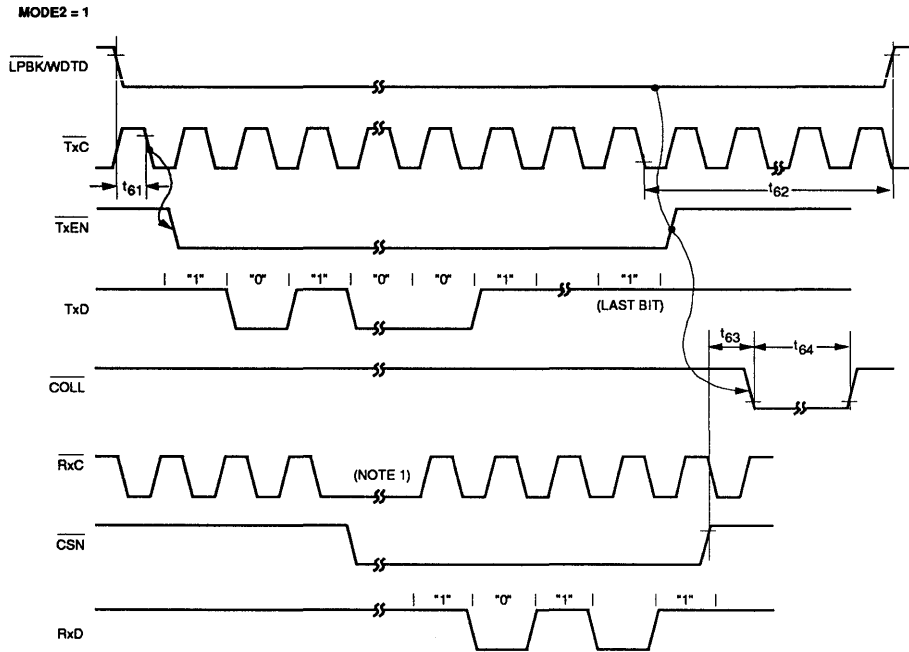 MODE2 = 1
LPBK/WDTD
TxC
t61
t62
TxEN
"1" "0" "1" "0" "0" "1" "1"
TxD
(LAST BIT)
t63
t64
COLL
RxC
(NOTE 1)
CSN
"1" "0" "1" "1"
RxD